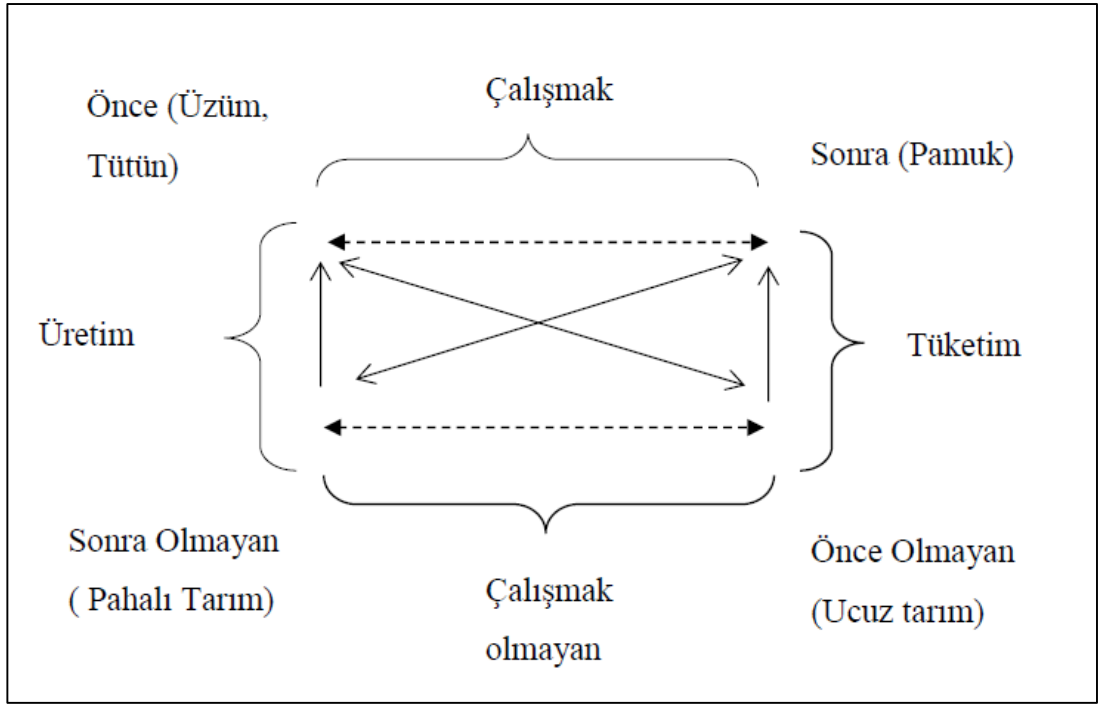 Önce (Üzüm,
Tütün)
Çalışmak
Sonra (Pamuk)
Üretim
Tüketim
Sonra Olmayan
( Pahalı Tarım)
Çalışmak
olmayan
Önce Olmayan
(Ucuz tarım)